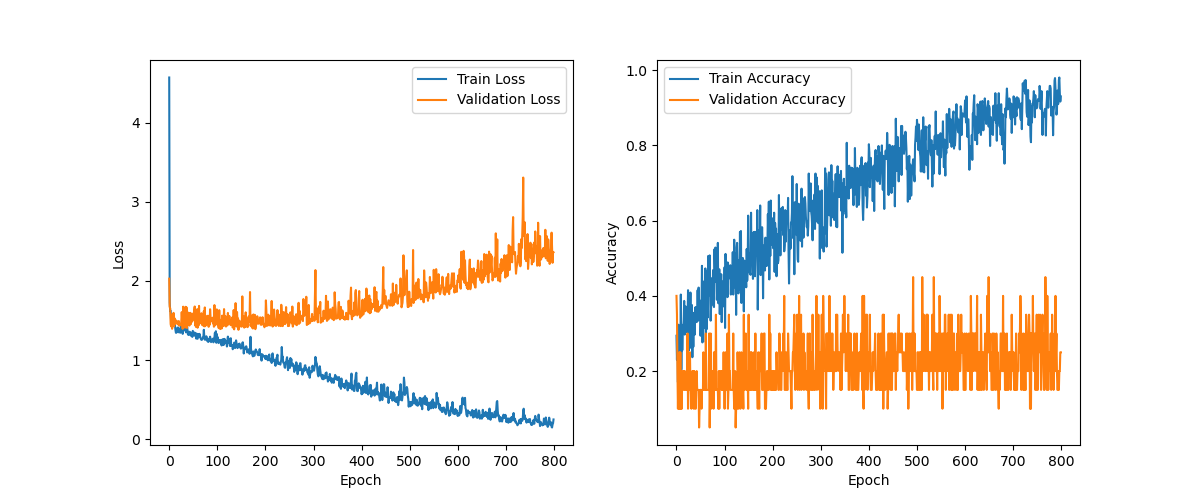 Train Loss
Validation Loss
4
3
2
1
0
Loss
0 100 200 300 400 500 600 700 800
Epoch
Train Accuracy
Validation Accuracy
1.0
0.8
0.6
0.4
0.2
Accuracy
0 100 200 300 400 500 600 700 800
Epoch